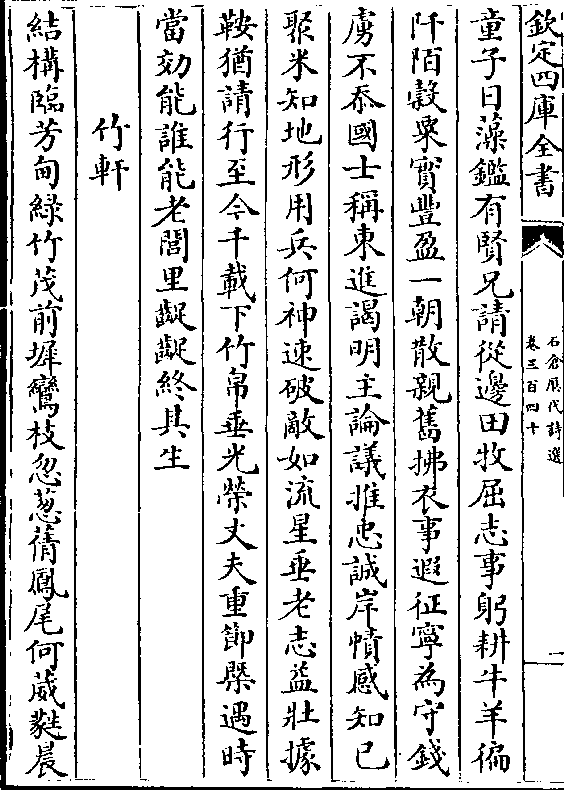 欽定四庫全書
石倉歷代詩選
卷三百四十
一
童子日藻鑑有賢兄請從邊田牧屈志事躬耕牛羊徧
阡陌穀粟實豐盈一朝散親舊拂衣事遐征寧為守錢
虜不忝國士稱東進謁明主論議推忠誠岸幘感知己
聚米知地形用兵何神速破敵如流星垂老志益壯據
鞍猶請行至今千載下竹帛垂光榮丈夫重節槩遇時
當効能誰能老閭里齪齪終其生
竹軒
結構臨芳甸綠竹茂前墀鸞枝忽葱蒨鳳尾何葳蕤晨